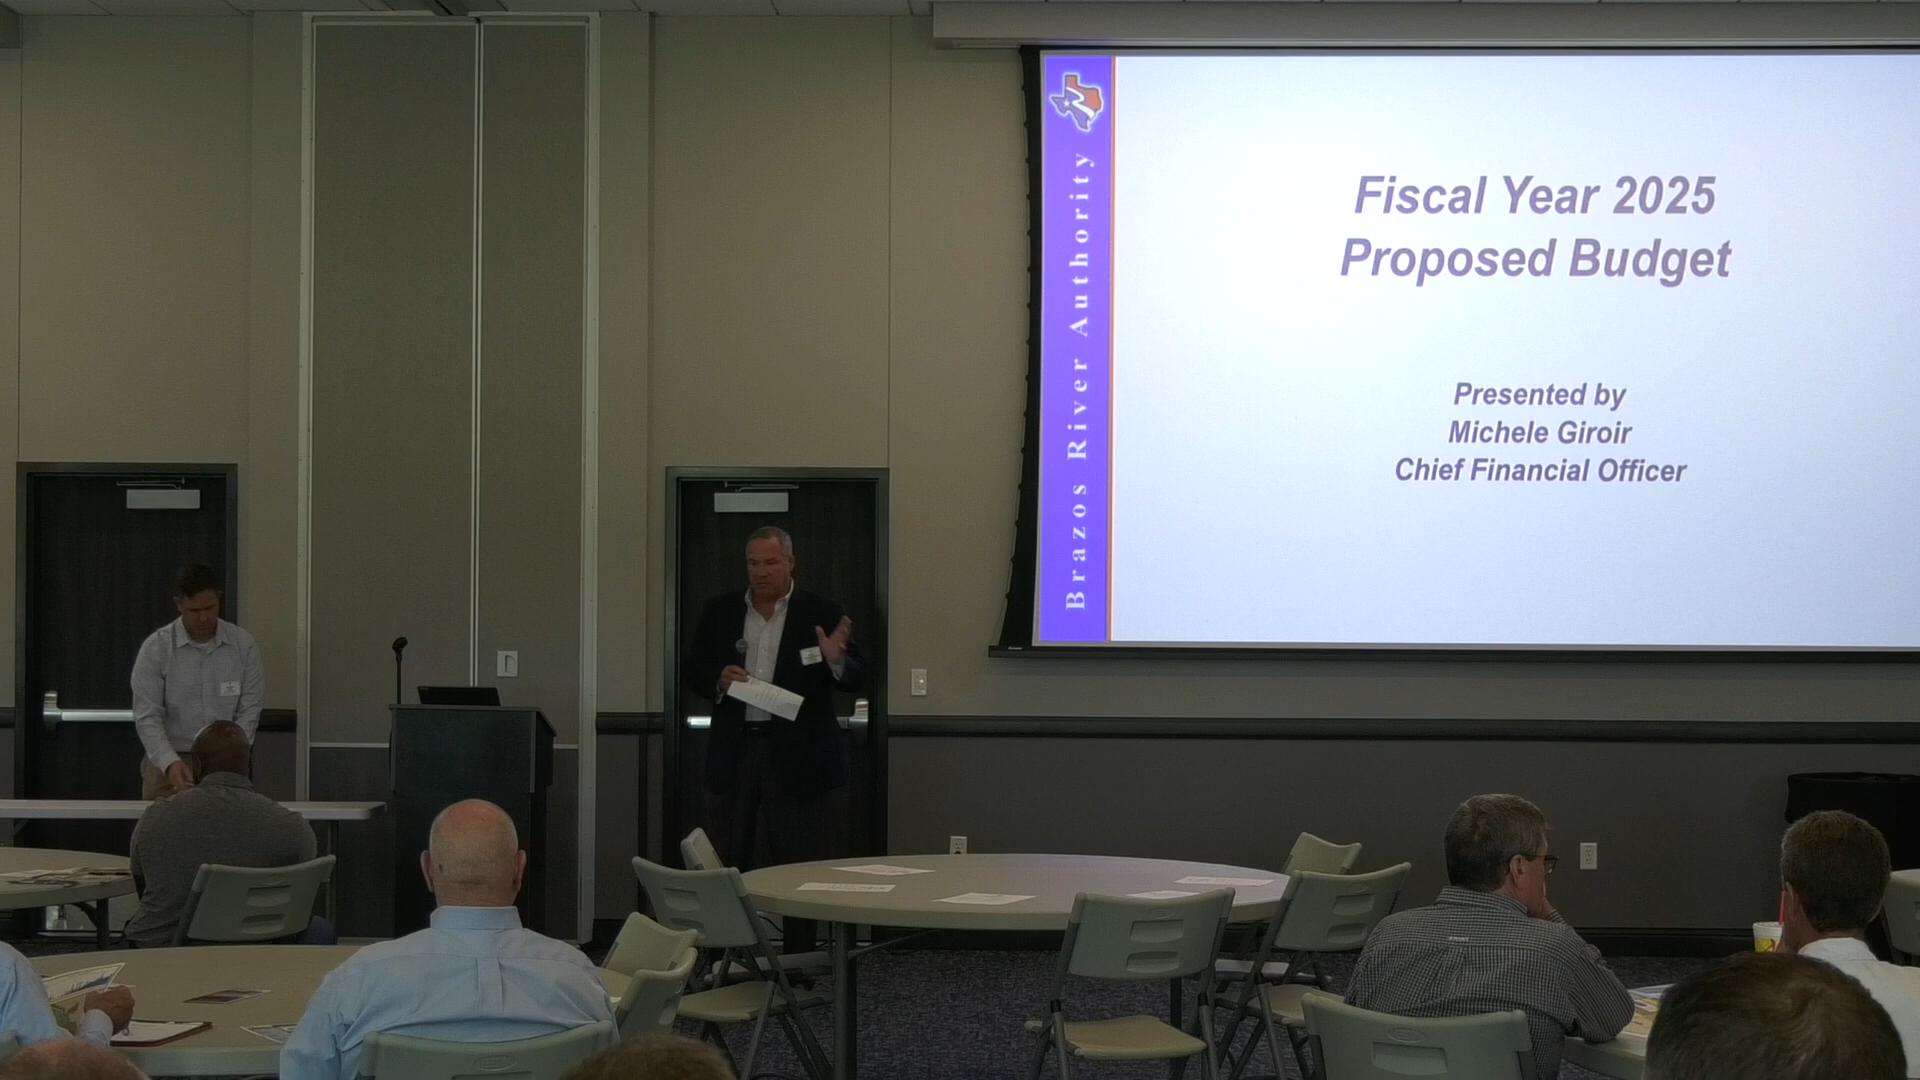 Fiscal Year 2025
Proposed Budget
Presented by
Michele Giroir
Chief Financial Officer
Brazos River Authority